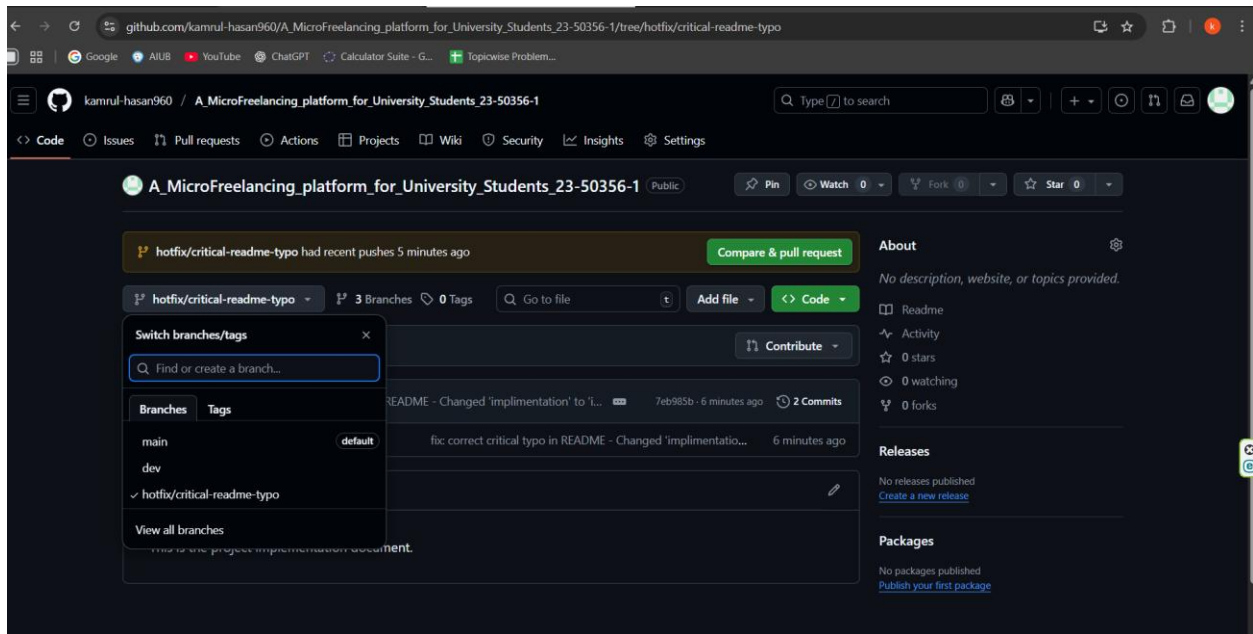 github.com/kamrul-hasan960/A_MicroFreelancing_platform_for_University_Students_23-50356-1/tree/hotfix/critical-readme-typo
Google AIUB YouTube ChatGPT Calculator Suite - G... Topicwise Problem...
kamrul-hasan960 / A_MicroFreelancing_platform_for_University_Students_23-50356-1 Type / to search
Code Issues Pull requests Actions Projects Wiki Security Insights Settings
A_MicroFreelancing_platform_for_University_Students_23-50356-1 Public Pin Watch 0 Fork 0 Star 0
hotfix/critical-readme-typo had recent pushes 5 minutes ago Compare & pull request
hotfix/critical-readme-typo 3 Branches 0 Tags Go to file t Add file Code
Switch branches/tags
Contribute
Find or create a branch...
Branches Tags
README - Changed 'implimentation' to 'i... 7eb985b · 6 minutes ago 2 Commits
main default
fix: correct critical typo in README - Changed 'implimentatio... 6 minutes ago
dev
hotfix/critical-readme-typo
View all branches
This is the project implementation document.
About
No description, website, or topics provided.
Readme
Activity
0 stars
0 watching
0 forks
Releases
No releases published
Create a new release
Packages
No packages published
Publish your first package